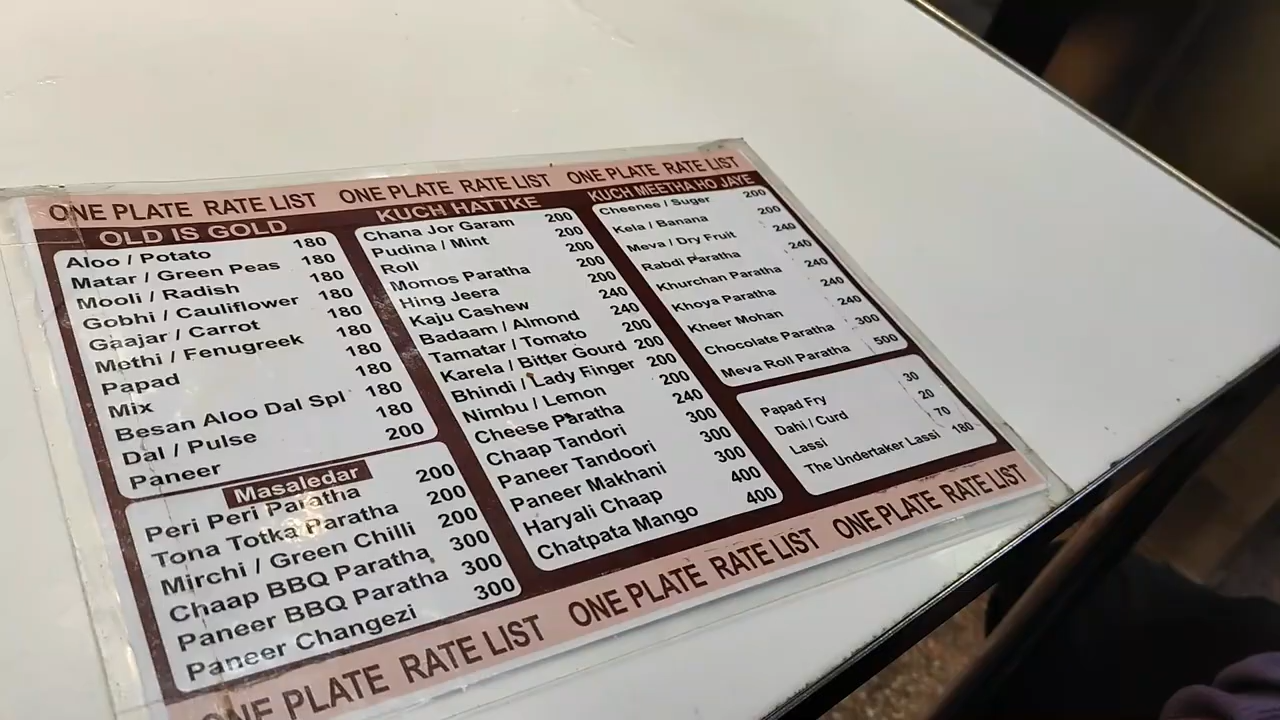 ONE PLATE RATE LIST ONE PLATE RATE LIST ONE PLATE RATE LIST
OLD IS GOLD
Aloo / Potato 180
Matar / Green Peas 180
Mooli / Radish 180
Gobhi / Cauliflower 180
Gaajar / Carrot 180
Methi / Fenugreek 180
Papad 180
Mix 180
Besan Aloo Dal Spl 180
Dal / Pulse 180
Paneer 200
Masaledar
Peri Peri Paratha 200
Tona Totka Paratha 200
Mirchi / Green Chilli 200
Chaap BBQ Paratha 300
Paneer BBQ Paratha 300
Paneer Changezi 300
KUCH HATTKE
Chana Jor Garam 200
Pudina / Mint 200
Roll 200
Momos Paratha 200
Hing Jeera 200
Kaju Cashew 240
Badaam / Almond 240
Tamatar / Tomato 200
Karela / Bitter Gourd 200
Bhindi / Lady Finger 200
Nimbu / Lemon 200
Cheese Paratha 240
Chaap Tandori 300
Paneer Tandoori 300
Paneer Makhani 300
Haryali Chaap 400
Chatpata Mango 400
KUCH MEETHA HO JAYE
Cheenee / Suger 200
Kela / Banana 200
Meva / Dry Fruit 240
Rabdi Paratha 240
Khurchan Paratha 240
Khoya Paratha 240
Kheer Mohan 240
Chocolate Paratha 300
Meva Roll Paratha 500
Papad Fry 30
Dahi / Curd 20
Lassi 70
The Undertaker Lassi 180
ONE PLATE RATE LIST ONE PLATE RATE LIST ONE PLATE RATE LIST